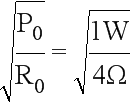 √(P₀/R₀) = √(1W/4Ω)